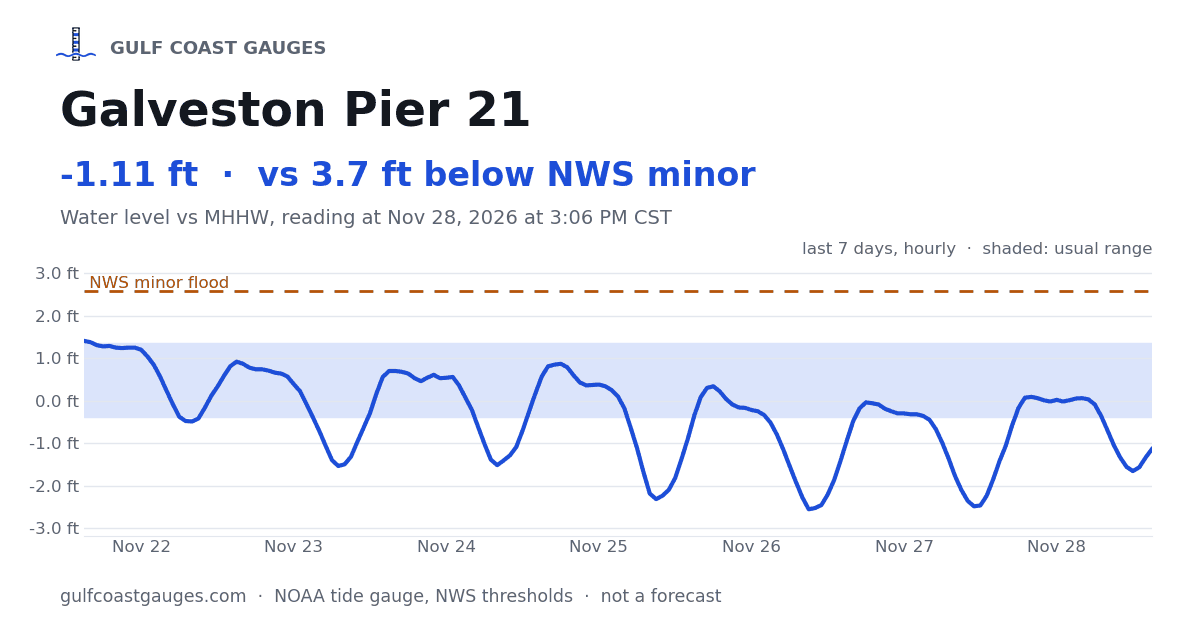 GULF COAST GAUGES
Galveston Pier 21
-1.11 ft · vs 3.7 ft below NWS minor
Water level vs MHHW, reading at Nov 28, 2026 at 3:06 PM CST
last 7 days, hourly · shaded: usual range
3.0 ft
NWS minor flood
2.0 ft
1.0 ft
0.0 ft
-1.0 ft
-2.0 ft
-3.0 ft
Nov 22 Nov 23 Nov 24 Nov 25 Nov 26 Nov 27 Nov 28
gulfcoastgauges.com · NOAA tide gauge, NWS thresholds · not a forecast